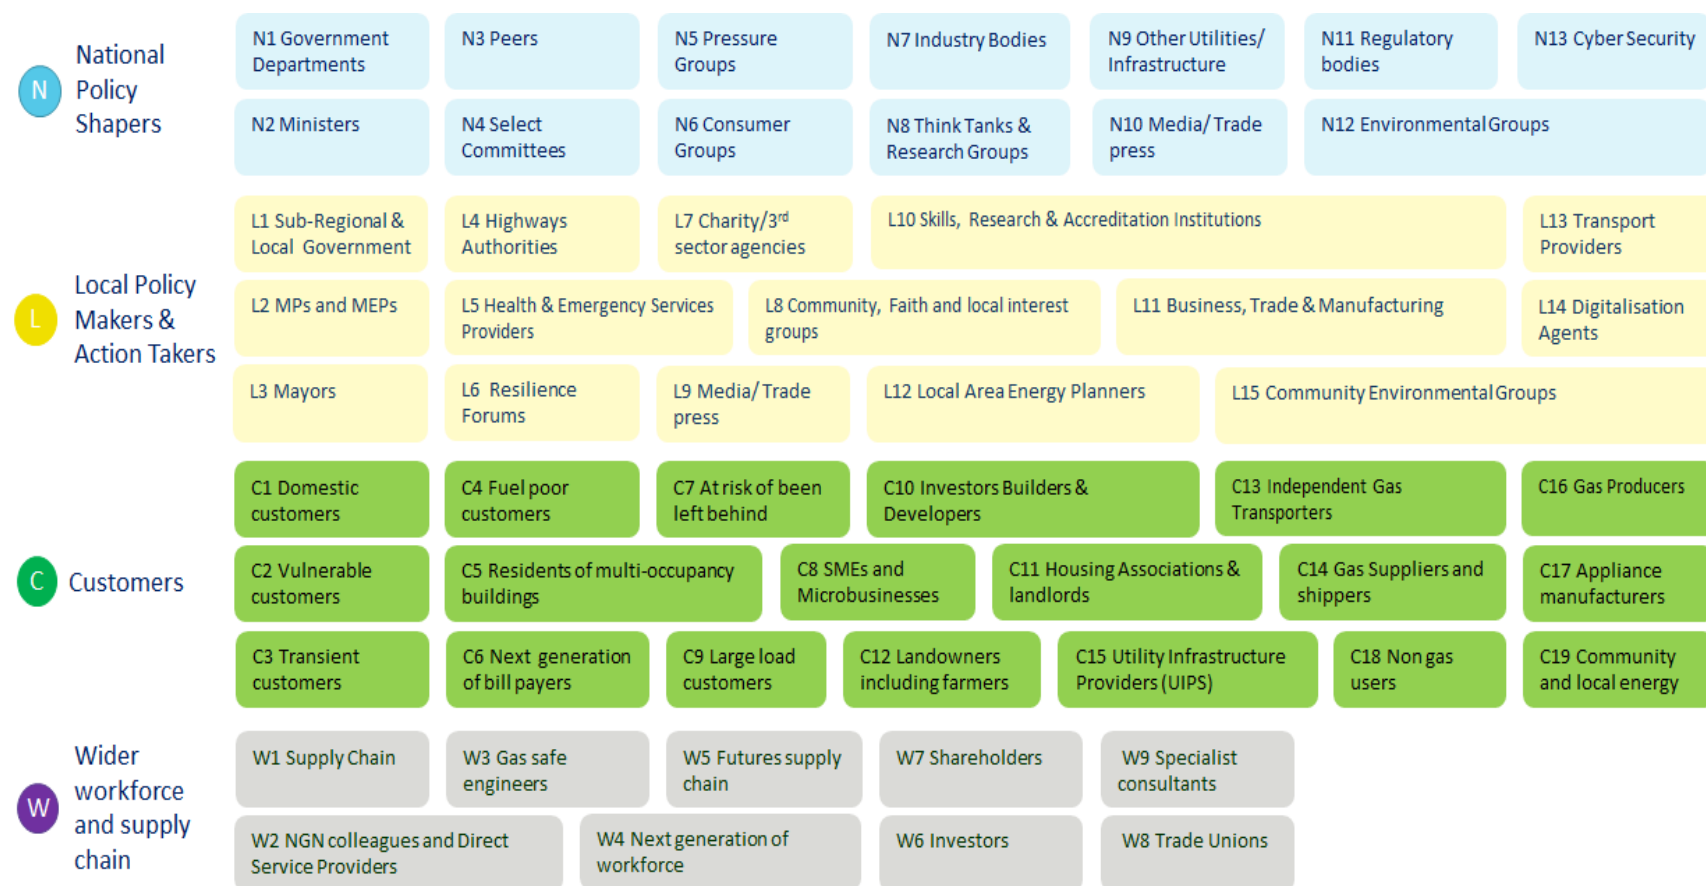 N
National
Policy
Shapers
N1 Government
Departments
N3 Peers
N5 Pressure
Groups
N7 Industry Bodies
N9 Other Utilities/
Infrastructure
N11 Regulatory
bodies
N13 Cyber Security
N2 Ministers
N4 Select
Committees
N6 Consumer
Groups
N8 Think Tanks &
Research Groups
N10 Media/ Trade
press
N12 Environmental Groups
L
Local Policy
Makers &
Action Takers
L1 Sub-Regional &
Local Government
L4 Highways
Authorities
L7 Charity/3rd
sector agencies
L10 Skills, Research & Accreditation Institutions
L13 Transport
Providers
L2 MPs and MEPs
L5 Health & Emergency Services
Providers
L8 Community, Faith and local interest
groups
L11 Business, Trade & Manufacturing
L14 Digitalisation
Agents
L3 Mayors
L6 Resilience
Forums
L9 Media/ Trade
press
L12 Local Area Energy Planners
L15 Community Environmental Groups
C
Customers
C1 Domestic
customers
C4 Fuel poor
customers
C7 At risk of been
left behind
C10 Investors Builders &
Developers
C13 Independent Gas
Transporters
C16 Gas Producers
C2 Vulnerable
customers
C5 Residents of multi-occupancy
buildings
C8 SMEs and
Microbusinesses
C11 Housing Associations &
landlords
C14 Gas Suppliers and
shippers
C17 Appliance
manufacturers
C3 Transient
customers
C6 Next generation
of bill payers
C9 Large load
customers
C12 Landowners
including farmers
C15 Utility Infrastructure
Providers (UIPS)
C18 Non gas
users
C19 Community
and local energy
W
Wider
workforce
and supply
chain
W1 Supply Chain
W3 Gas safe
engineers
W5 Futures supply
chain
W7 Shareholders
W9 Specialist
consultants
W2 NGN colleagues and Direct
Service Providers
W4 Next generation of
workforce
W6 Investors
W8 Trade Unions